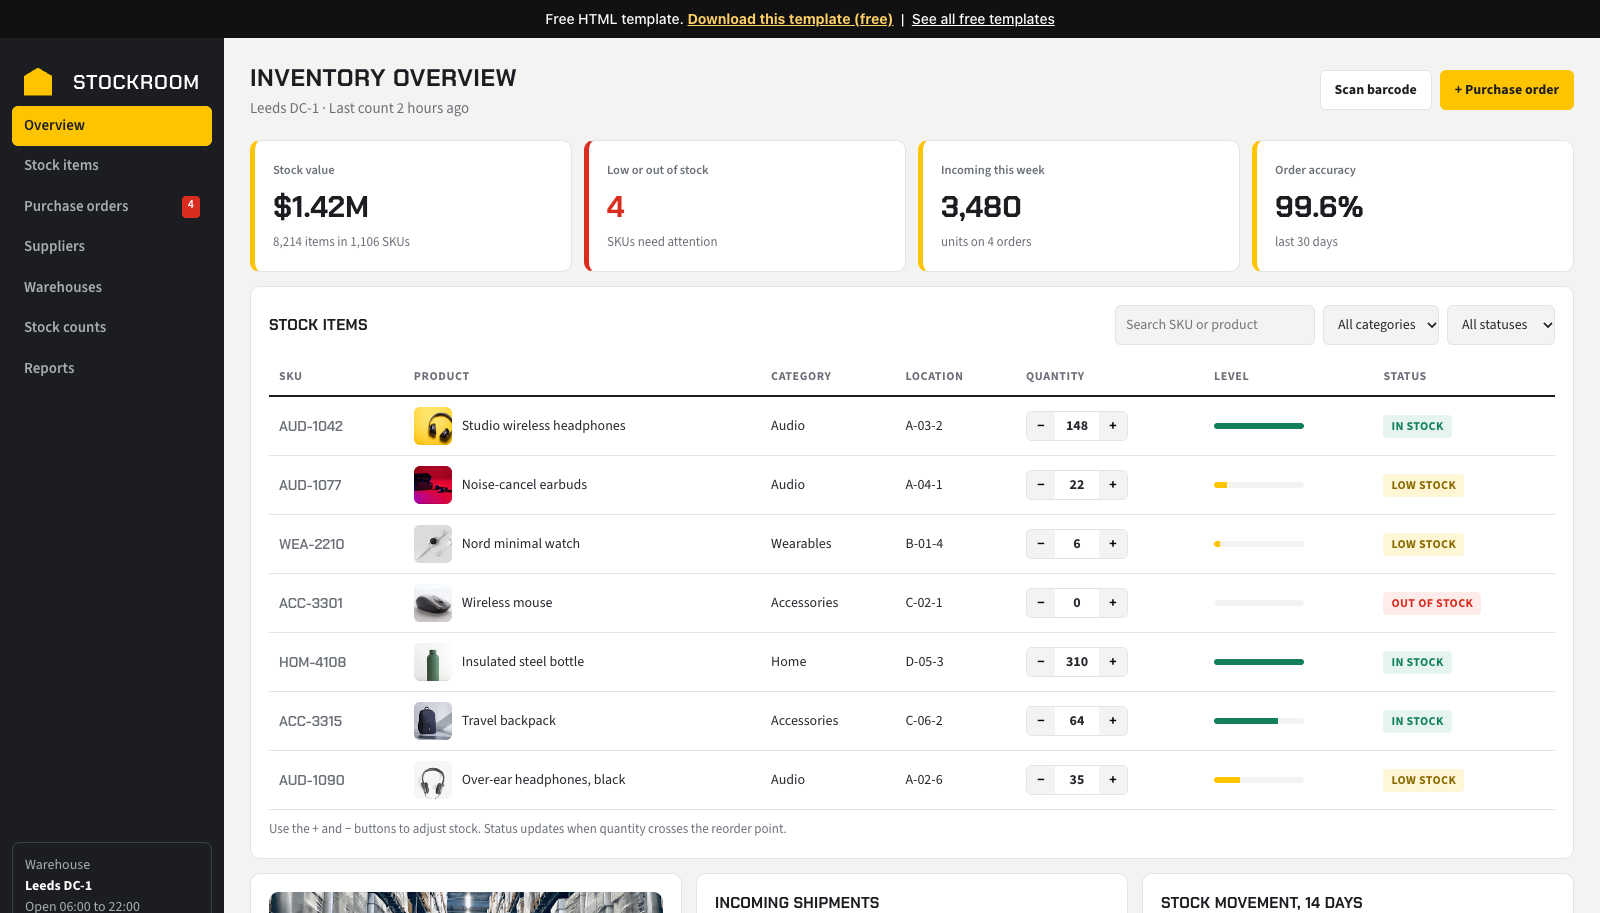 Free HTML template. Download this template (free) | See all free templates
STOCKROOM
Overview
Stock items
Purchase orders 4
Suppliers
Warehouses
Stock counts
Reports
Warehouse
Leeds DC-1
Open 06:00 to 22:00
INVENTORY OVERVIEW
Leeds DC-1 · Last count 2 hours ago
Scan barcode
+ Purchase order
Stock value
$1.42M
8,214 items in 1,106 SKUs
Low or out of stock
4
SKUs need attention
Incoming this week
3,480
units on 4 orders
Order accuracy
99.6%
last 30 days
STOCK ITEMS
Search SKU or product
All categories
All statuses
SKU PRODUCT CATEGORY LOCATION QUANTITY LEVEL STATUS
AUD-1042 Studio wireless headphones Audio A-03-2 − 148 + IN STOCK
AUD-1077 Noise-cancel earbuds Audio A-04-1 − 22 + LOW STOCK
WEA-2210 Nord minimal watch Wearables B-01-4 − 6 + LOW STOCK
ACC-3301 Wireless mouse Accessories C-02-1 − 0 + OUT OF STOCK
HOM-4108 Insulated steel bottle Home D-05-3 − 310 + IN STOCK
ACC-3315 Travel backpack Accessories C-06-2 − 64 + IN STOCK
AUD-1090 Over-ear headphones, black Audio A-02-6 − 35 + LOW STOCK
Use the + and − buttons to adjust stock. Status updates when quantity crosses the reorder point.
INCOMING SHIPMENTS
STOCK MOVEMENT, 14 DAYS